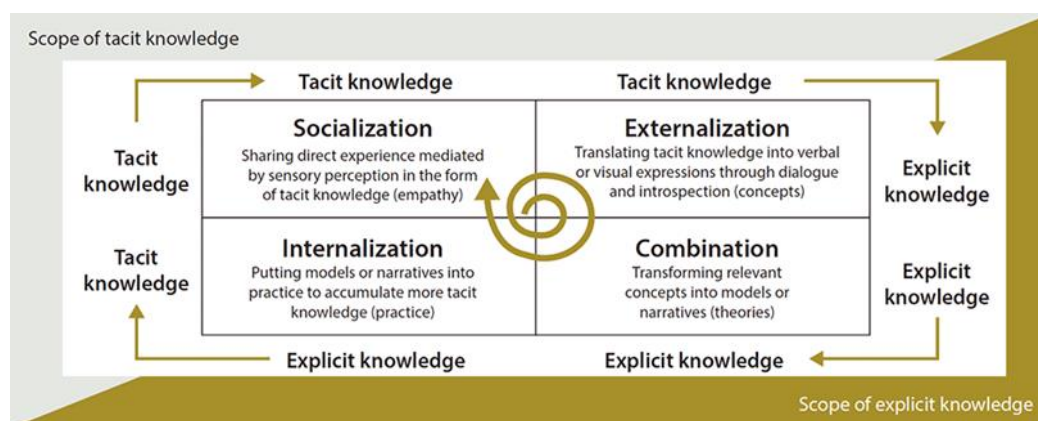 Scope of tacit knowledge
Tacit knowledge
Tacit knowledge
Tacit
knowledge
Socialization
Sharing direct experience mediated
by sensory perception in the form
of tacit knowledge (empathy)
Externalization
Translating tacit knowledge into verbal
or visual expressions through dialogue
and introspection (concepts)
Explicit
knowledge
Tacit
knowledge
Internalization
Putting models or narratives into
practice to accumulate more tacit
knowledge (practice)
Combination
Transforming relevant
concepts into models or
narratives (theories)
Explicit
knowledge
Explicit knowledge
Explicit knowledge
Scope of explicit knowledge